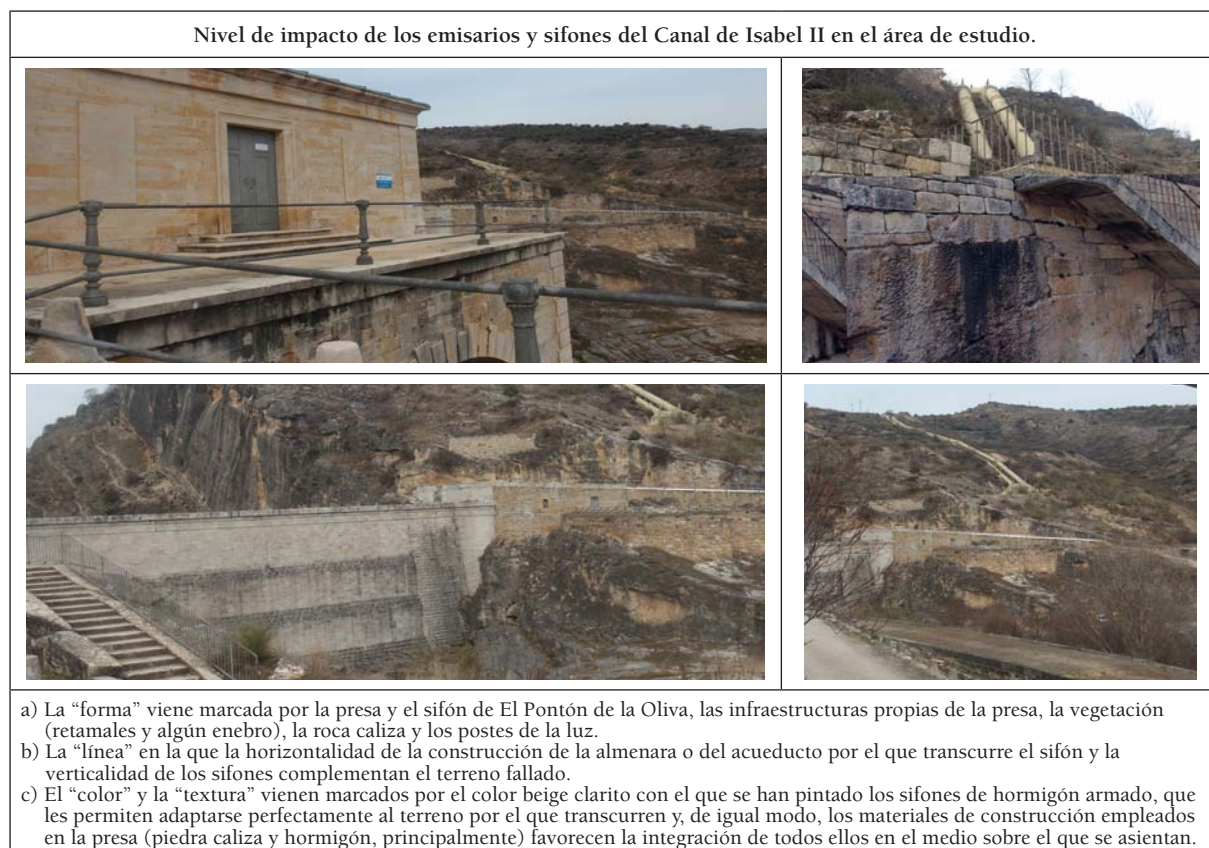 Nivel de impacto de los emisarios y sifones del Canal de Isabel II en el área de estudio.
a) La “forma” viene marcada por la presa y el sifón de El Pontón de la Oliva, las infraestructuras propias de la presa, la vegetación
(retamales y algún enebro), la roca caliza y los postes de la luz.
b) La “línea” en la que la horizontalidad de la construcción de la almenara o del acueducto por el que transcurre el sifón y la
verticalidad de los sifones complementan el terreno fallado.
c) El “color” y la “textura” vienen marcados por el color beige clarito con el que se han pintado los sifones de hormigón armado, que
les permiten adaptarse perfectamente al terreno por el que transcurren y, de igual modo, los materiales de construcción empleados
en la presa (piedra caliza y hormigón, principalmente) favorecen la integración de todos ellos en el medio sobre el que se asientan.